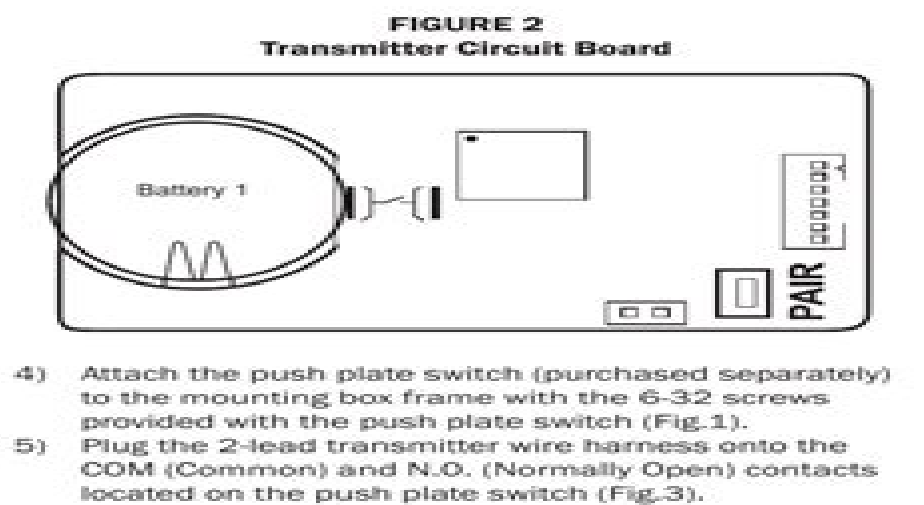 FIGURE 2
Transmitter Circuit Board
Battery 1
PAIR
4) Attach the push plate switch (purchased separately)
to the mounting box frame with the 6-32 screws
provided with the push plate switch (Fig.1).
5) Plug the 2-lead transmitter wire harness onto the
COM (Common) and N.O. (Normally Open) contacts
located on the push plate switch (Fig.3).